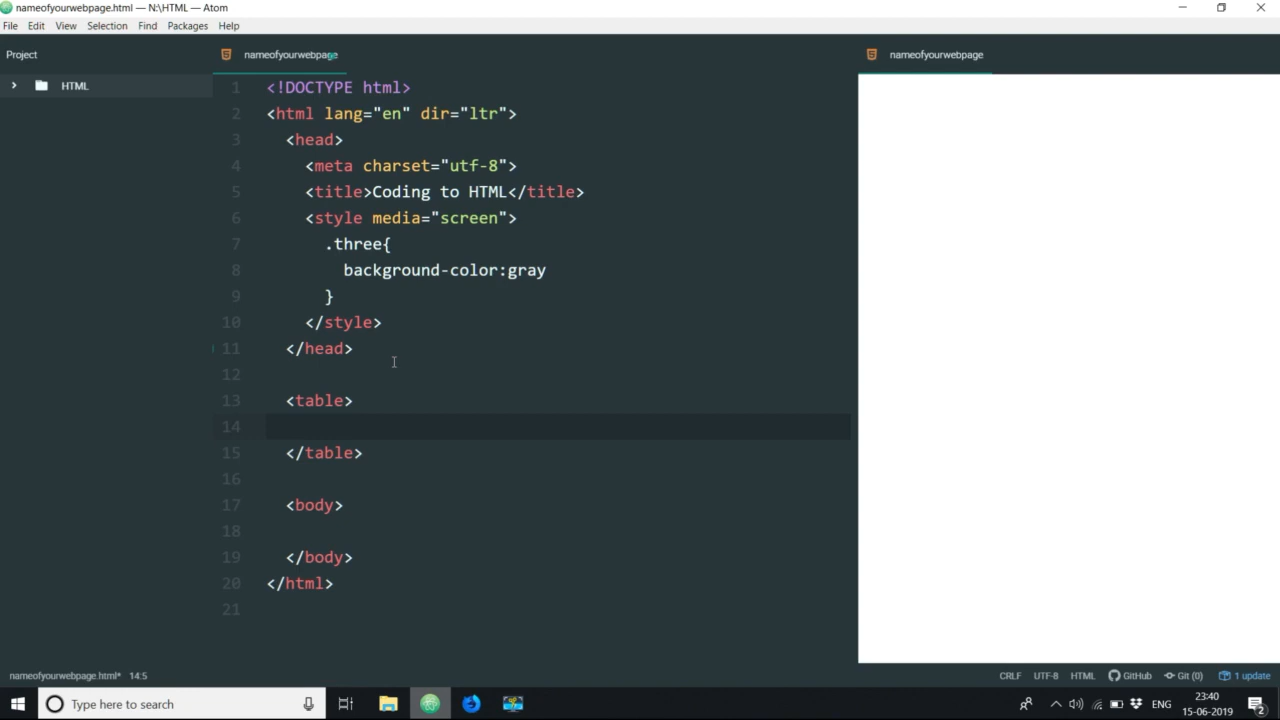 nameofyourwebpage.html — N:\HTML — Atom
File Edit View Selection Find Packages Help
Project
nameofyourwebpage
nameofyourwebpage
HTML
1 <!DOCTYPE html>
2 <html lang="en" dir="ltr">
3 <head>
4 <meta charset="utf-8">
5 <title>Coding to HTML</title>
6 <style media="screen">
7 .three{
8 background-color:gray
9 }
10 </style>
11 </head>
12
13 <table>
14
15 </table>
16
17 <body>
18
19 </body>
20 </html>
21
nameofyourwebpage.html* 14:5 CRLF UTF-8 HTML GitHub Git (0) 1 update
Type here to search
ENG
23:40
15-06-2019
2